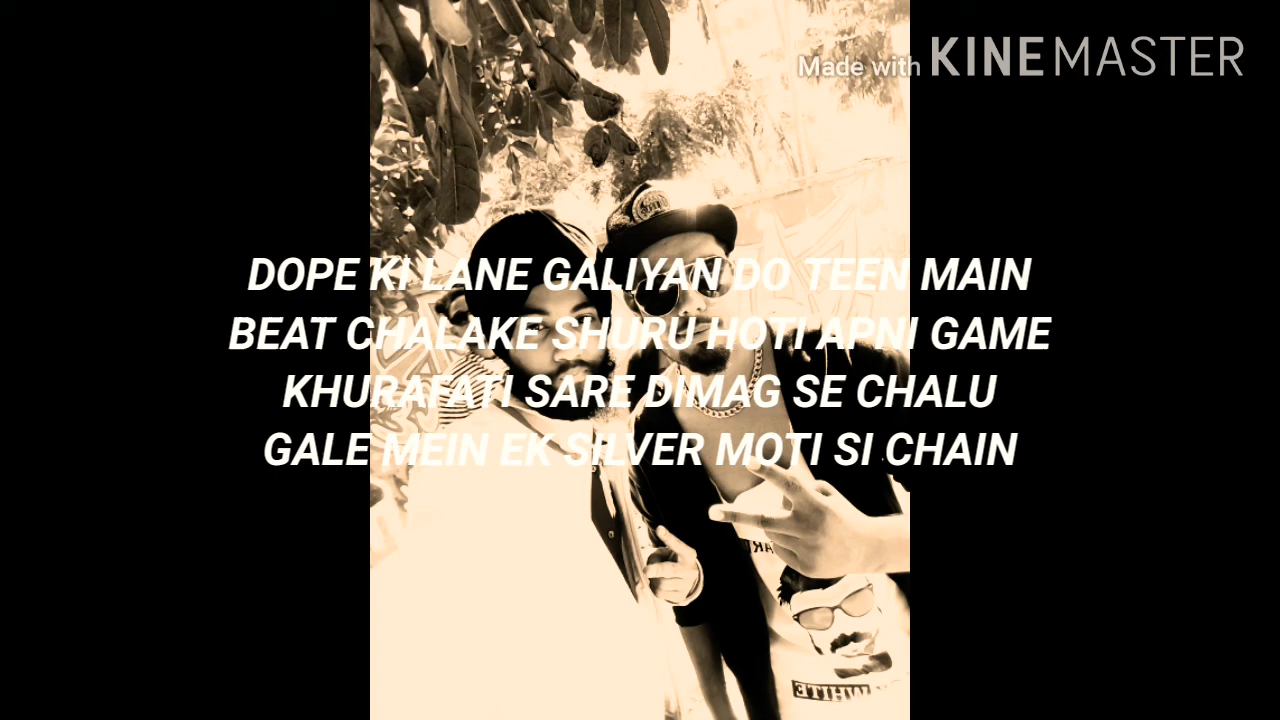 Made with KINEMASTER
DOPE KI LANE GALIYAN DO TEEN MAIN
BEAT CHALAKE SHURU HOTI APNI GAME
KHURAFATI SARE DIMAG SE CHALU
GALE MEIN EK SILVER MOTI SI CHAIN
WHITE